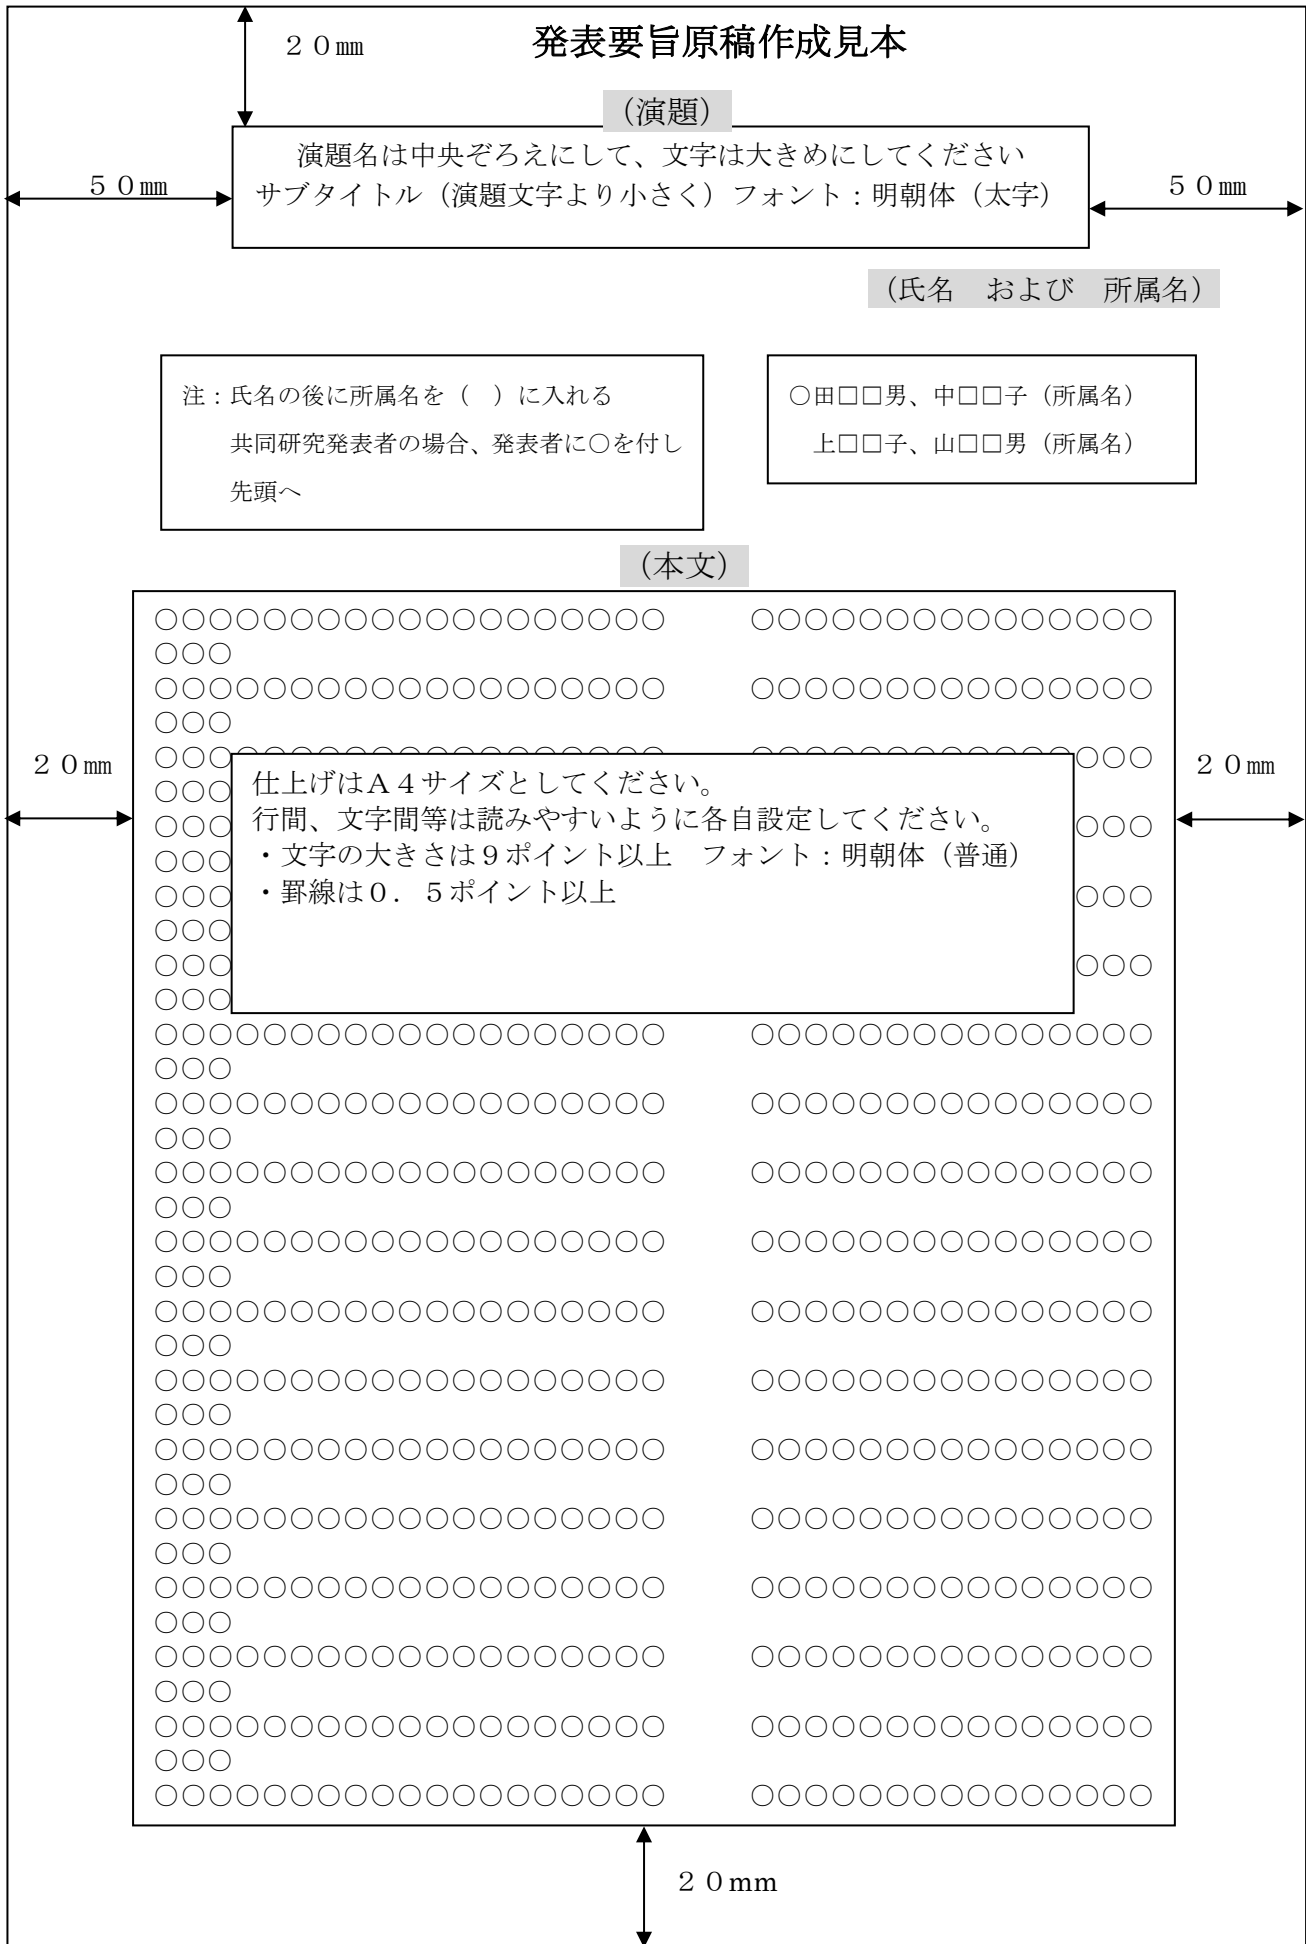 発表要旨原稿作成見本
２０㎜
（演題）
演題名は中央ぞろえにして、文字は大きめにしてください
サブタイトル（演題文字より小さく）フォント：明朝体（太字）
５０㎜
５０㎜
（氏名　および　所属名）
注：氏名の後に所属名を（　）に入れる
共同研究発表者の場合、発表者に○を付し
先頭へ
○田□□男、中□□子（所属名）
上□□子、山□□男（所属名）
（本文）
○○○○○○○○○○○○○○○○○○○　　　○○○○○○○○○○○○○○○
○○○
○○○○○○○○○○○○○○○○○○○　　　○○○○○○○○○○○○○○○
○○○
○○○○○○○○○○○○○○○○○○○　　　○○○○○○○○○○○○○○○
○○○
○○○　　　○○○
○○○
○○○　　　○○○
○○○
○○○　　　○○○
○○○
２０㎜
２０㎜
仕上げはＡ４サイズとしてください。
行間、文字間等は読みやすいように各自設定してください。
・文字の大きさは９ポイント以上　フォント：明朝体（普通）
・罫線は０．５ポイント以上
○○○○○○○○○○○○○○○○○○○　　　○○○○○○○○○○○○○○○
○○○
○○○○○○○○○○○○○○○○○○○　　　○○○○○○○○○○○○○○○
○○○
○○○○○○○○○○○○○○○○○○○　　　○○○○○○○○○○○○○○○
○○○
○○○○○○○○○○○○○○○○○○○　　　○○○○○○○○○○○○○○○
○○○
○○○○○○○○○○○○○○○○○○○　　　○○○○○○○○○○○○○○○
○○○
○○○○○○○○○○○○○○○○○○○　　　○○○○○○○○○○○○○○○
○○○
○○○○○○○○○○○○○○○○○○○　　　○○○○○○○○○○○○○○○
○○○
○○○○○○○○○○○○○○○○○○○　　　○○○○○○○○○○○○○○○
○○○
○○○○○○○○○○○○○○○○○○○　　　○○○○○○○○○○○○○○○
○○○
○○○○○○○○○○○○○○○○○○○　　　○○○○○○○○○○○○○○○
○○○
○○○○○○○○○○○○○○○○○○○　　　○○○○○○○○○○○○○○○
○○○
○○○○○○○○○○○○○○○○○○○　　　○○○○○○○○○○○○○○○
２０mm